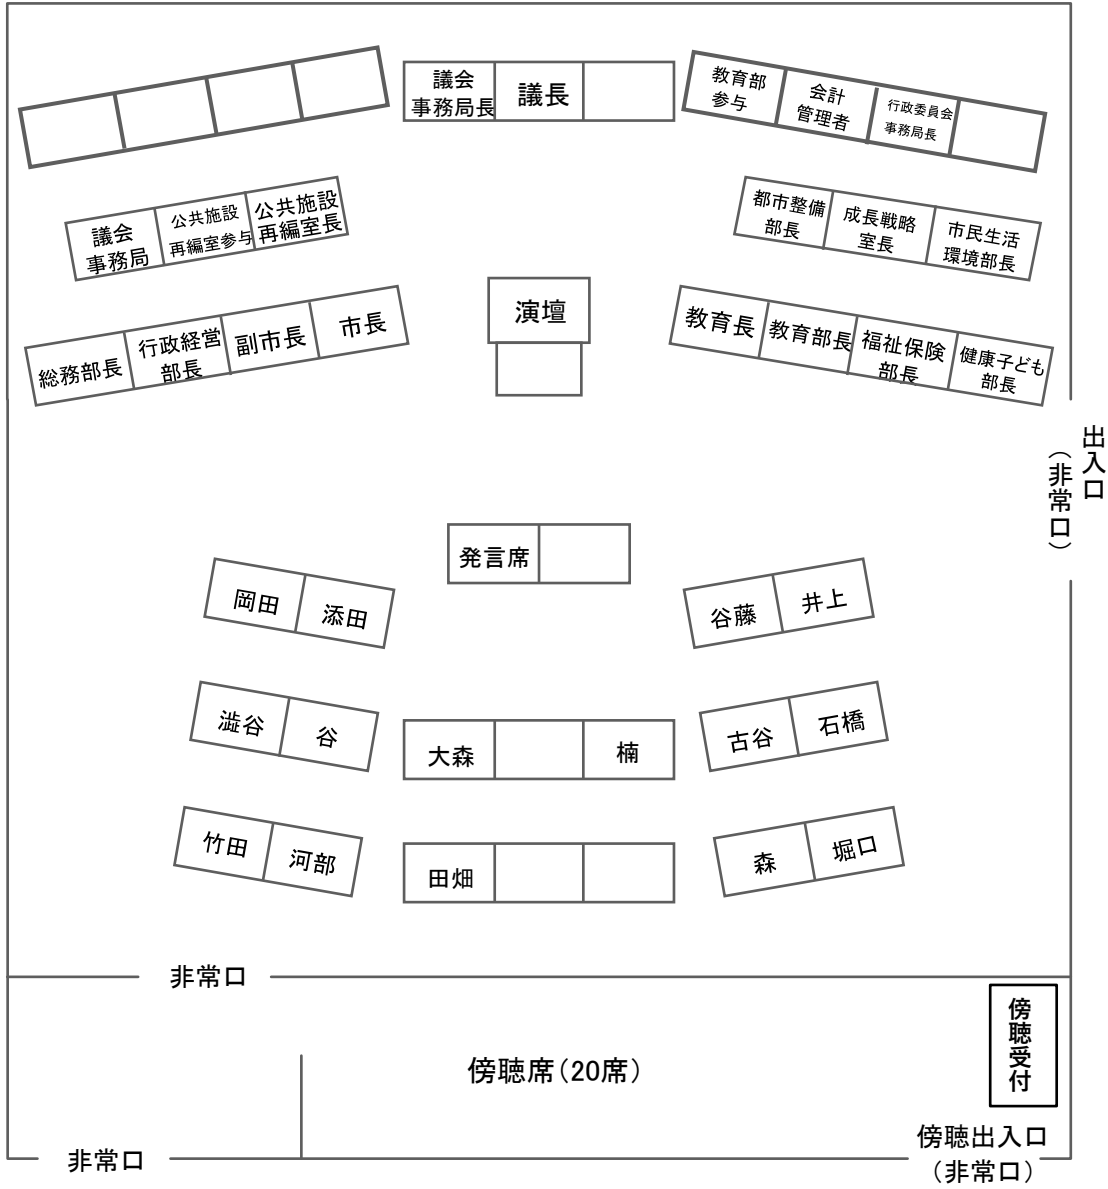 議会
事務局長
議長
教育部
参与
会計
管理者
行政委員会
事務局長
議会
事務局
公共施設
再編室参与
公共施設
再編室長
都市整備
部長
成長戦略
室長
市民生活
環境部長
総務部長
行政経営
部長
副市長
市長
演壇
教育長
教育部長
福祉保険
部長
健康子ども
部長
出入口
（非常口）
発言席
岡田
添田
谷藤
井上
澁谷
谷
大森
楠
古谷
石橋
竹田
河部
田畑
森
堀口
非常口
傍聴受付
傍聴席（20席）
非常口
傍聴出入口
（非常口）